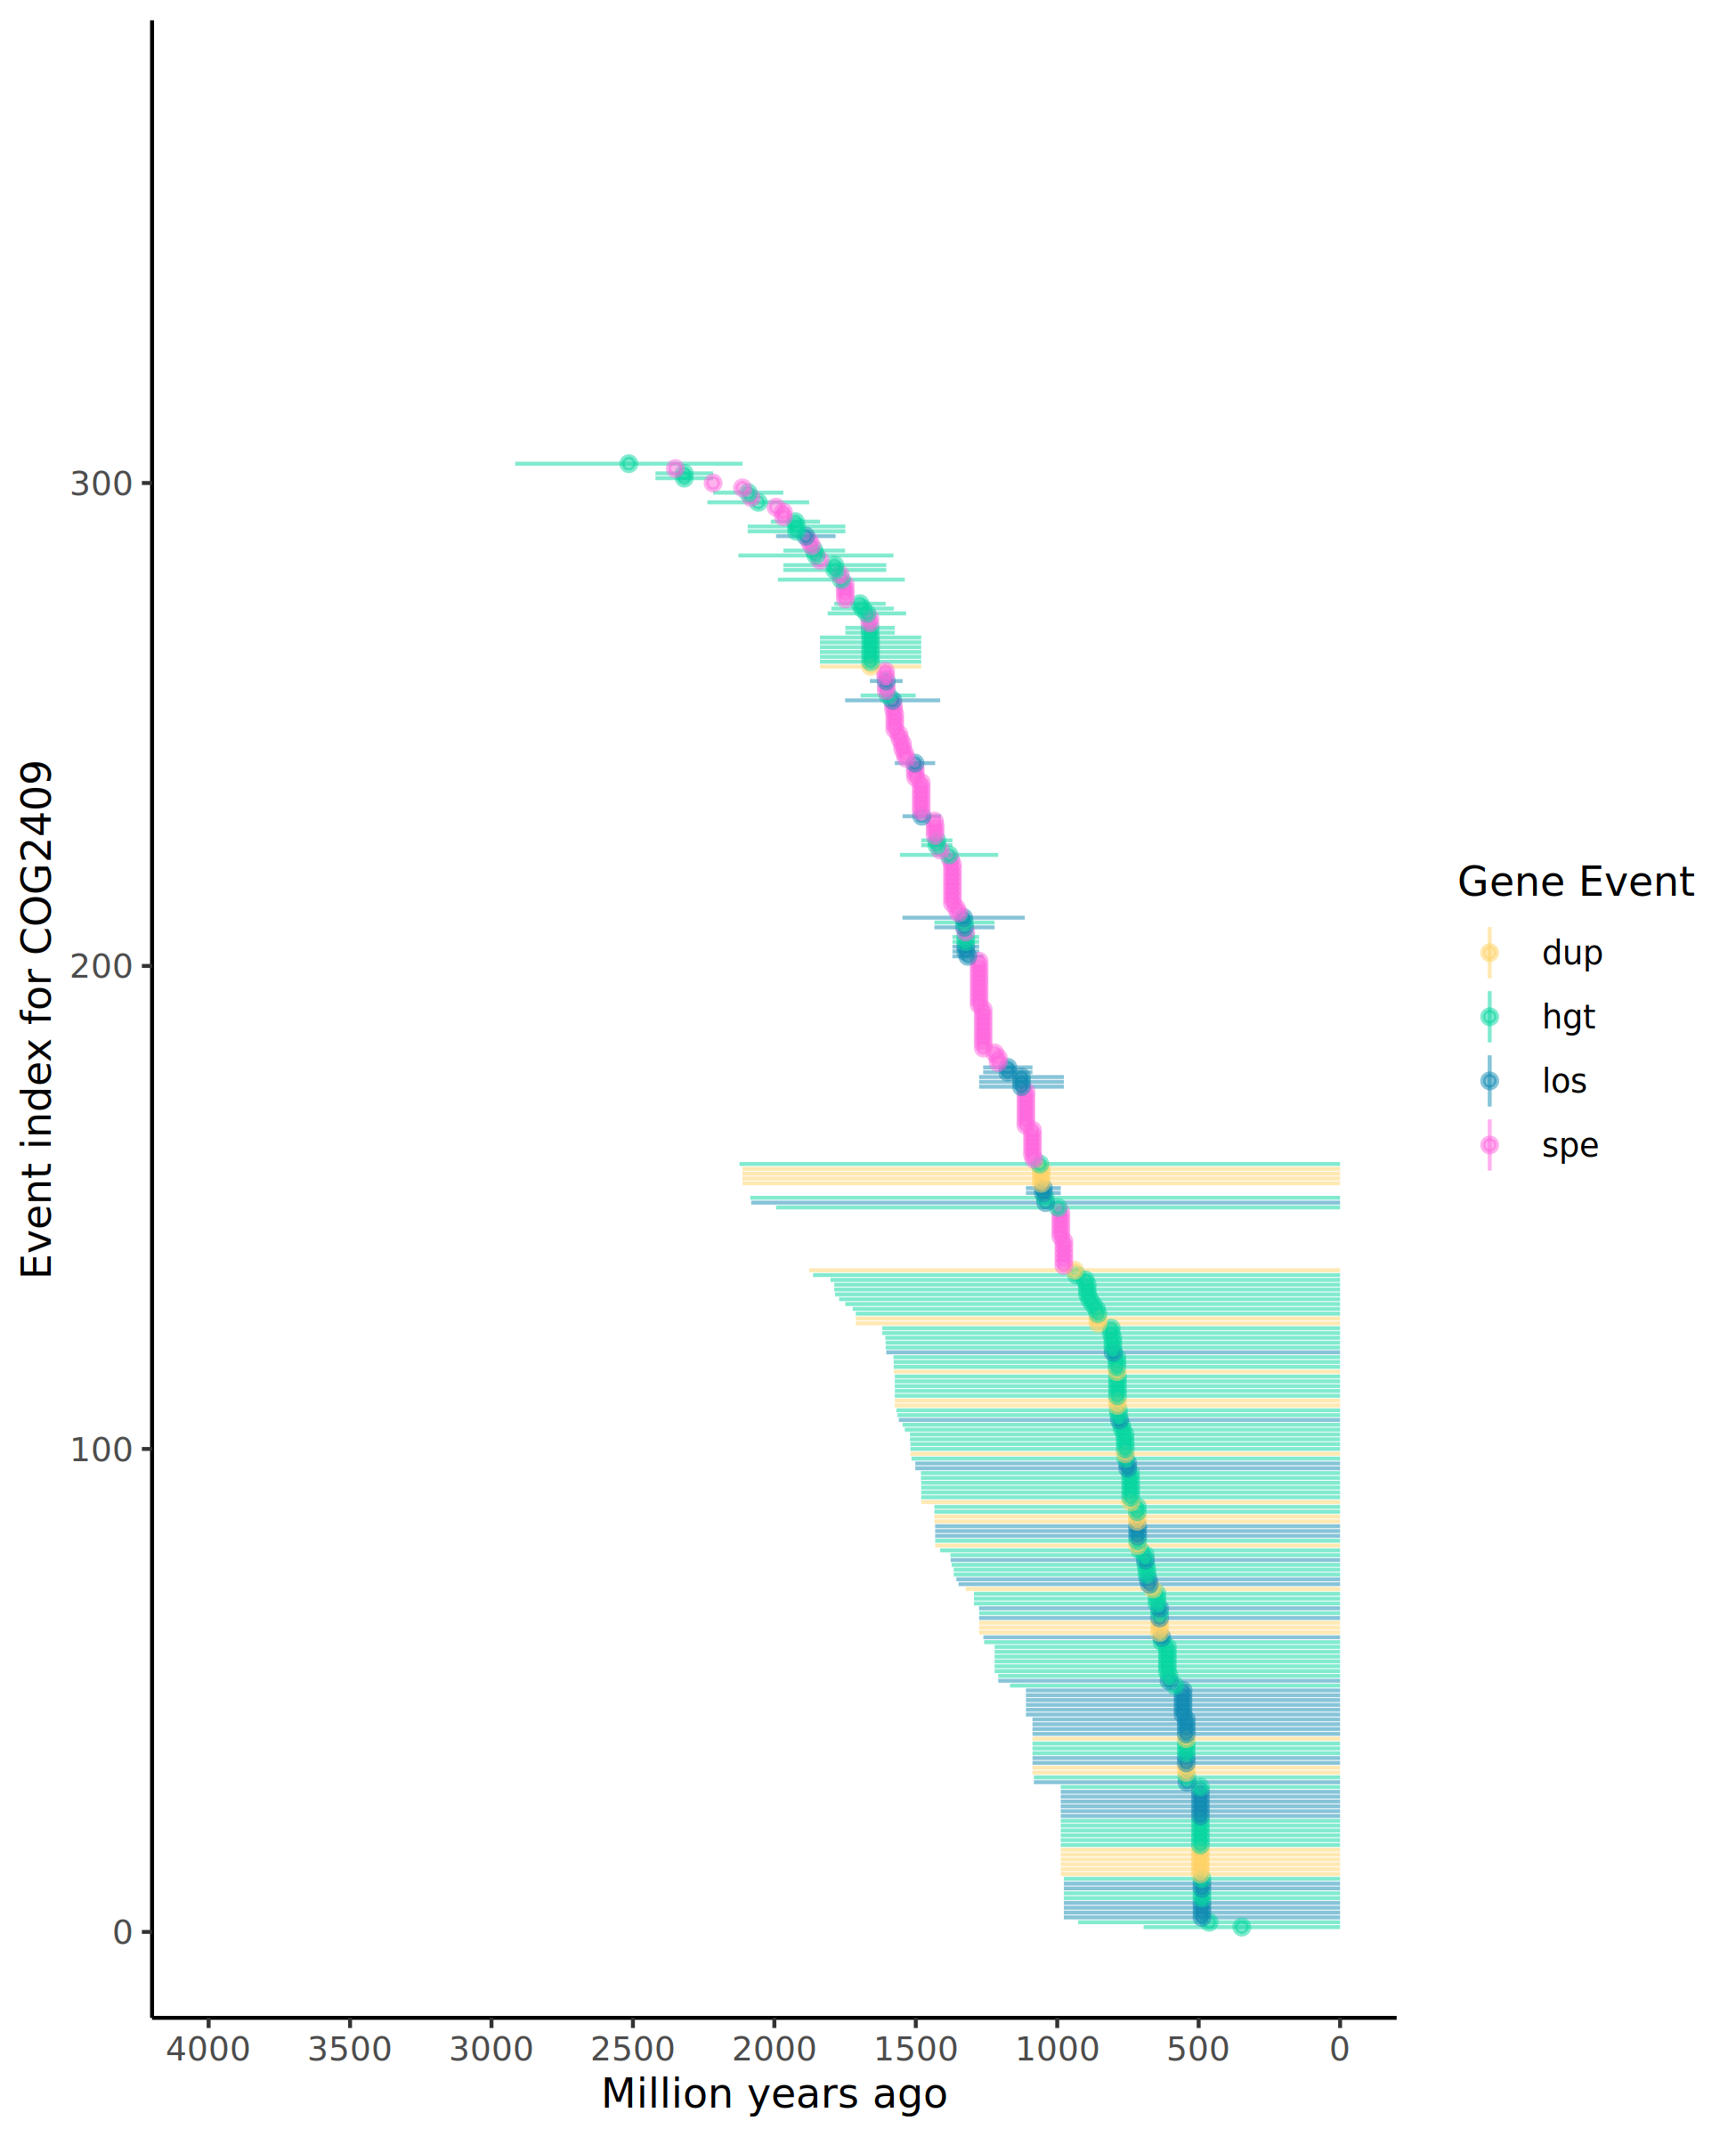 Event index for COG2409
300
200
100
0
4000 3500 3000 2500 2000 1500 1000 500 0
Million years ago
Gene Event
dup
hgt
los
spe